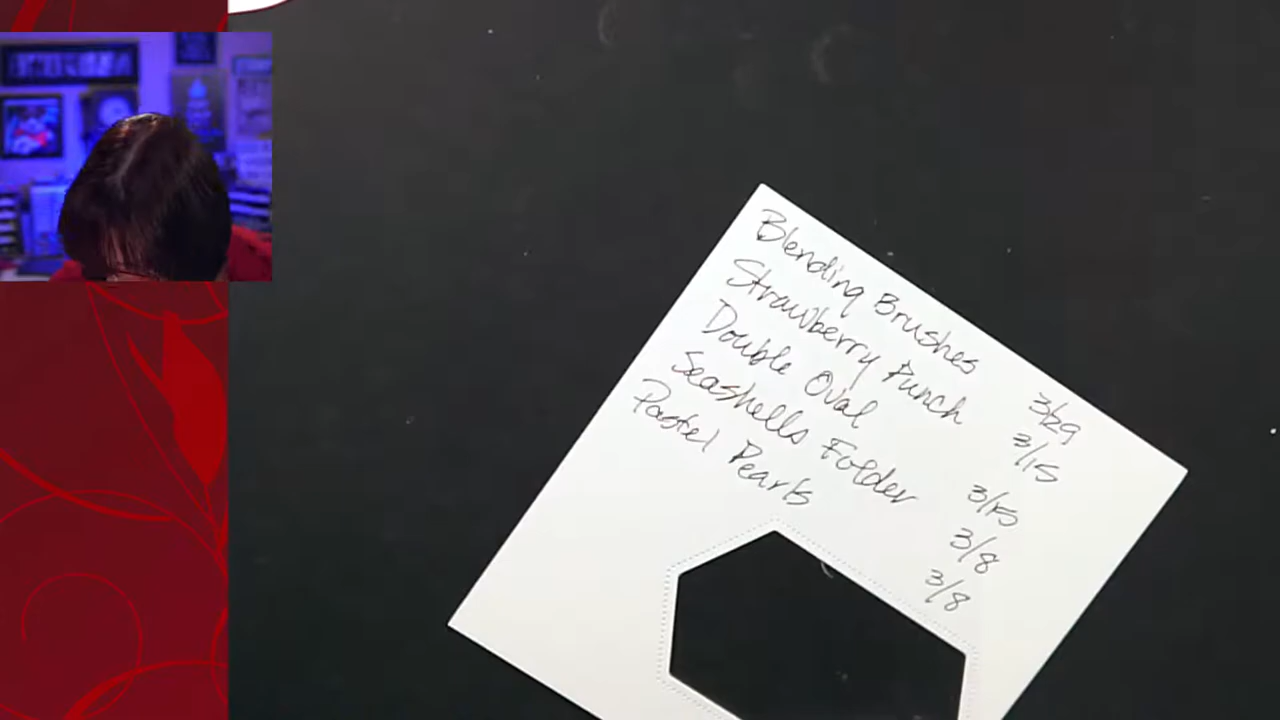 Blending Brushes 3/29
Strawberry Punch 3/15
Double Oval 3/15
Seashells Folder 3/8
Pastel Pearls 3/8